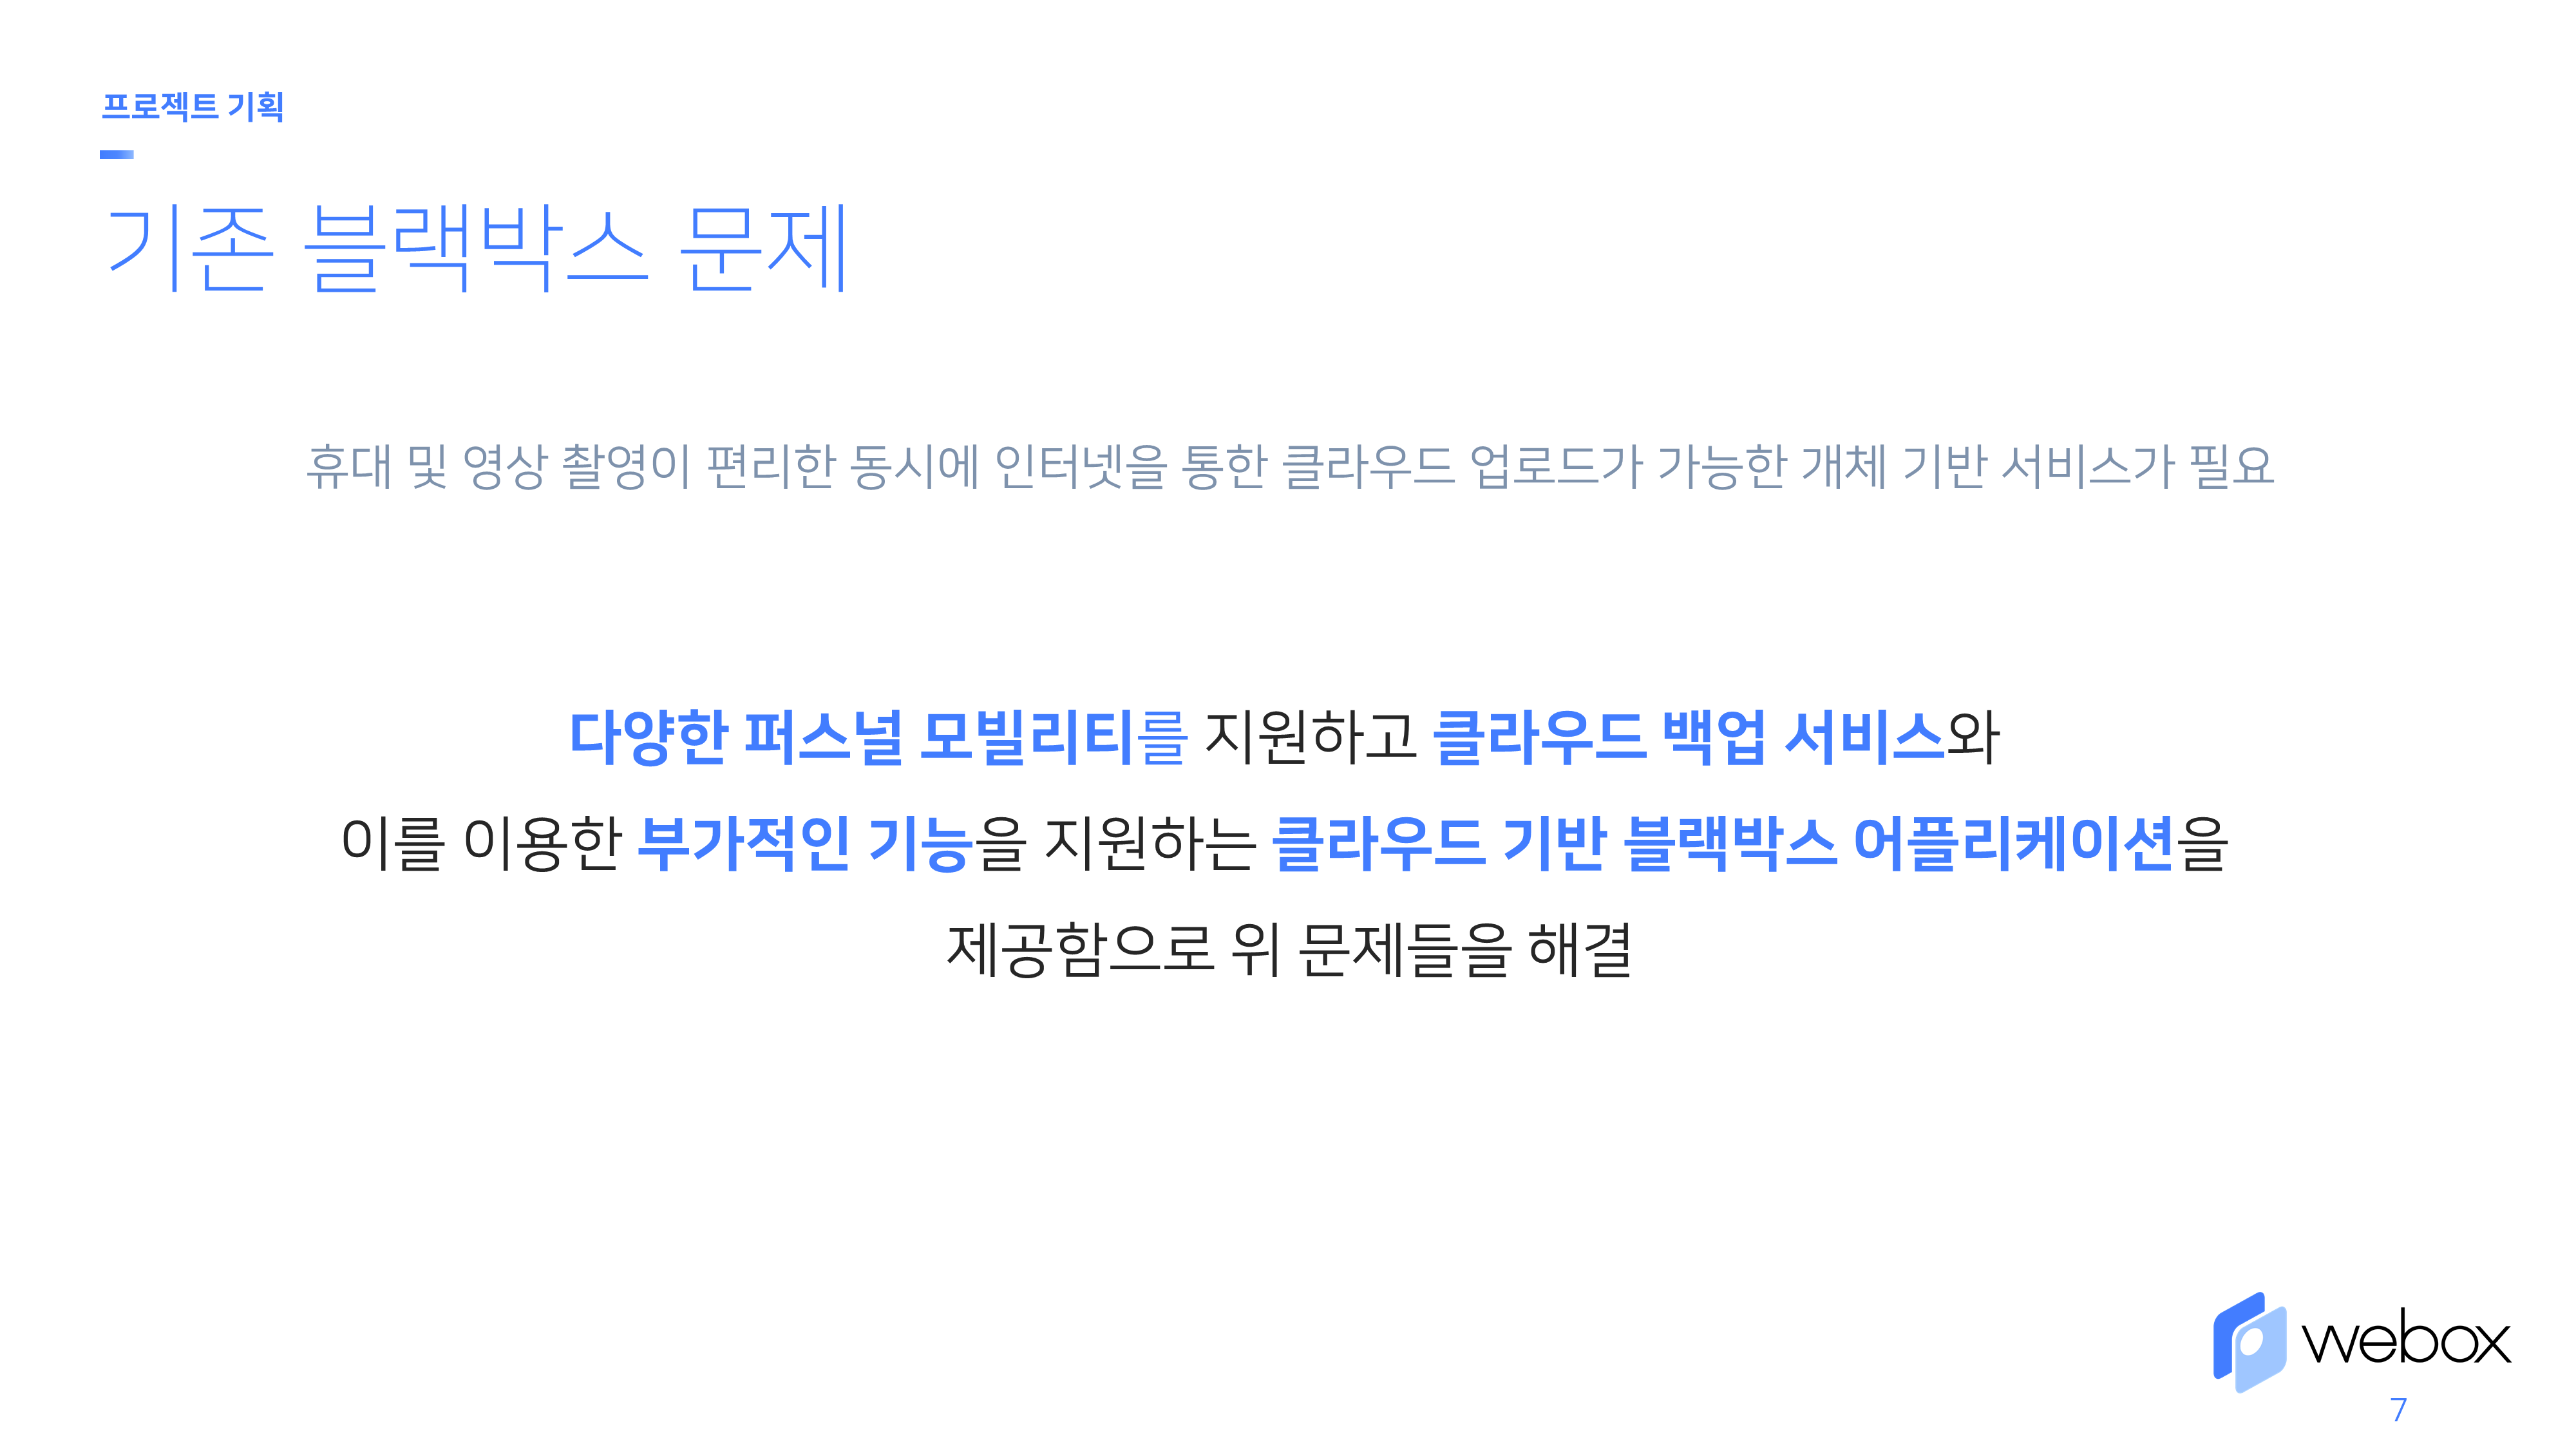 프로젝트 기획
기존 블랙박스 문제
휴대 및 영상 촬영이 편리한 동시에 인터넷을 통한 클라우드 업로드가 가능한 개체 기반 서비스가 필요
다양한 퍼스널 모빌리티를 지원하고 클라우드 백업 서비스와
이를 이용한 부가적인 기능을 지원하는 클라우드 기반 블랙박스 어플리케이션을
제공함으로 위 문제들을 해결
webox
7